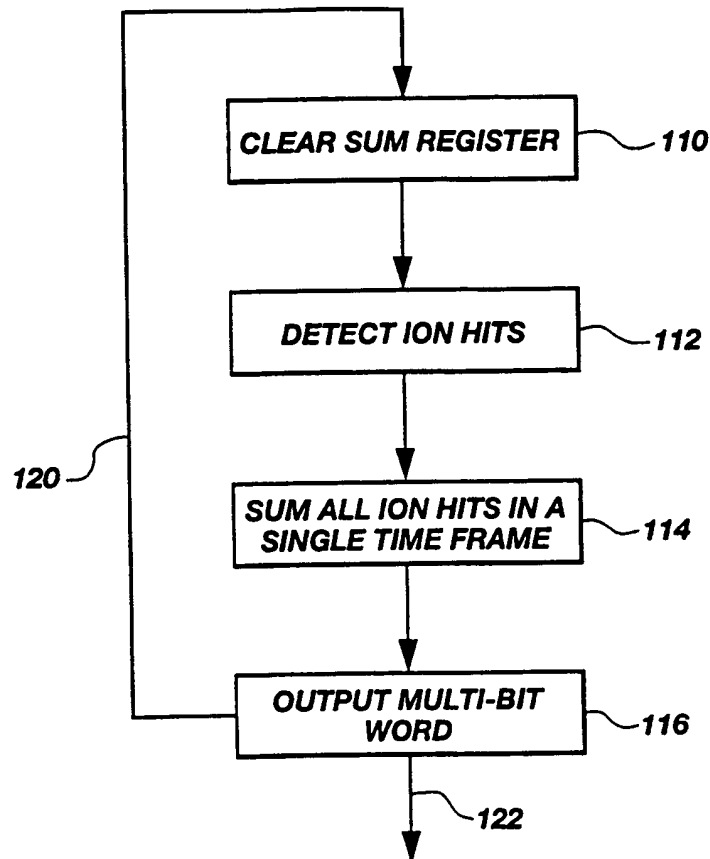 CLEAR SUM REGISTER
110
DETECT ION HITS
112
120
SUM ALL ION HITS IN A
SINGLE TIME FRAME
114
OUTPUT MULTI-BIT
WORD
116
122